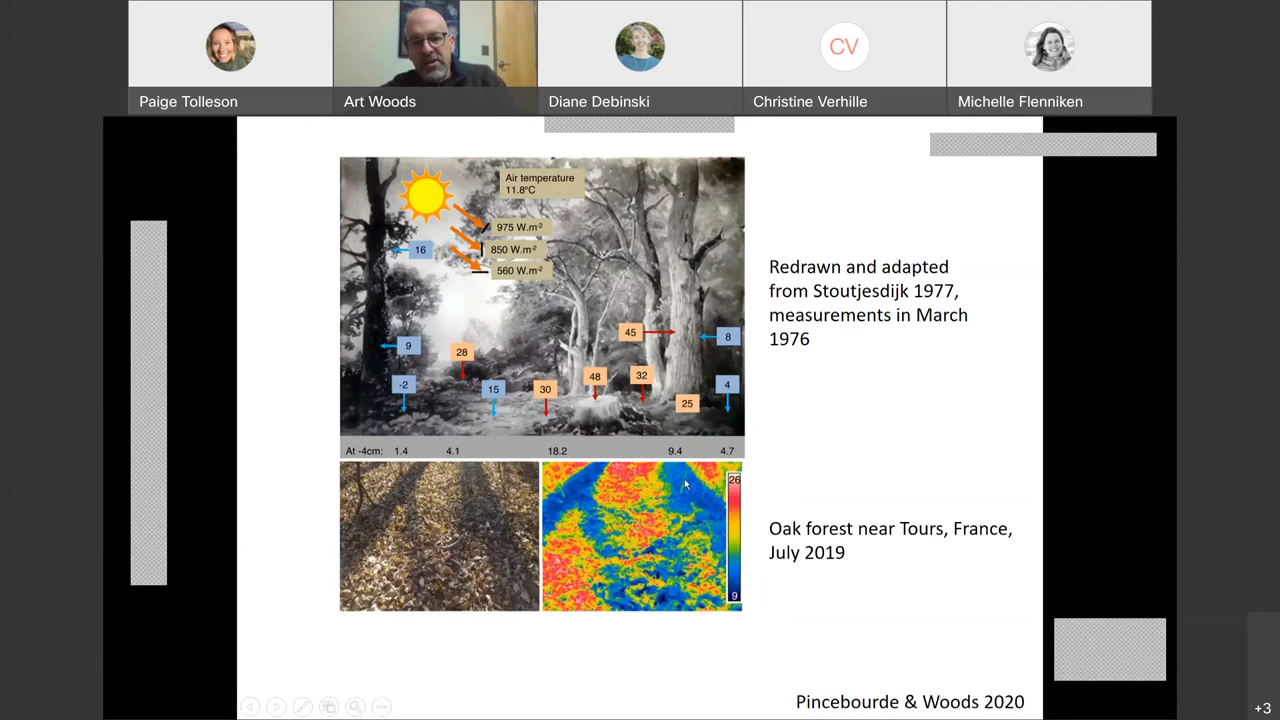 Paige Tolleson
Art Woods
Diane Debinski
CV
Christine Verhille
Michelle Flenniken
Air temperature
11.8°C
975 W.m-2
850 W.m-2
560 W.m-2
16
45
8
9
28
48
32
-2
15
30
25
4
At -4cm: 1.4 4.1 18.2 9.4 4.7
26
9
Redrawn and adapted
from Stoutjesdijk 1977,
measurements in March
1976
Oak forest near Tours, France,
July 2019
Pincebourde & Woods 2020
+3